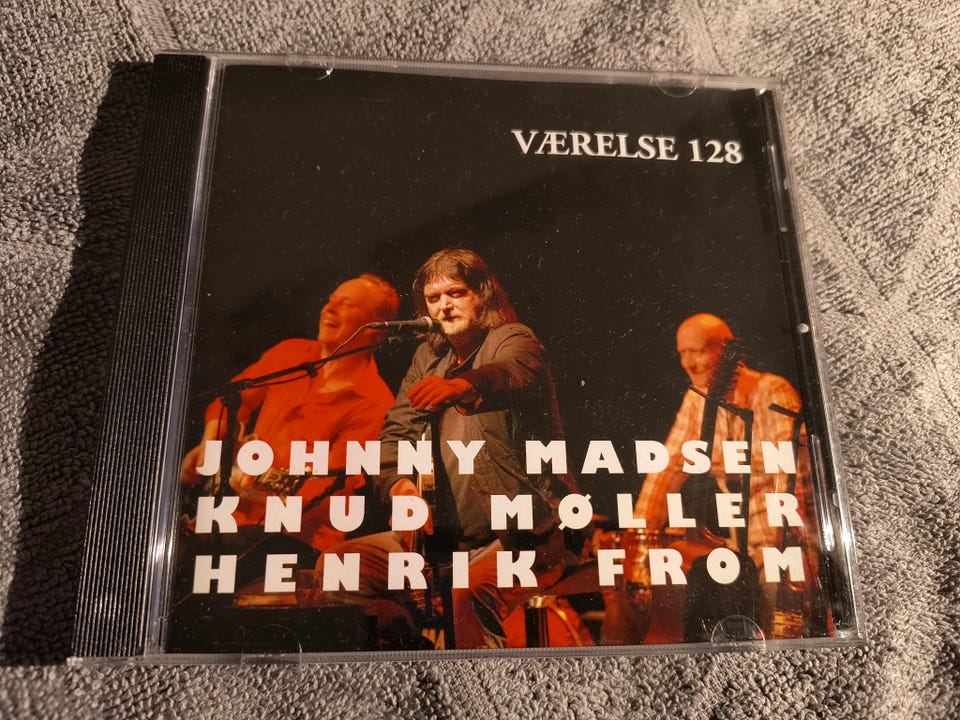 VÆRELSE 128
JOHNNY MADSEN
KNUD MØLLER
HENRIK FROM